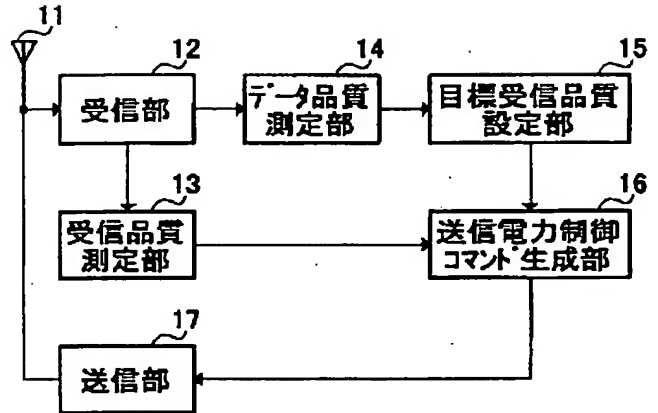 11
12
受信部
14
データ品質
測定部
15
目標受信品質
設定部
13
受信品質
測定部
16
送信電力制御
コマンド生成部
17
送信部